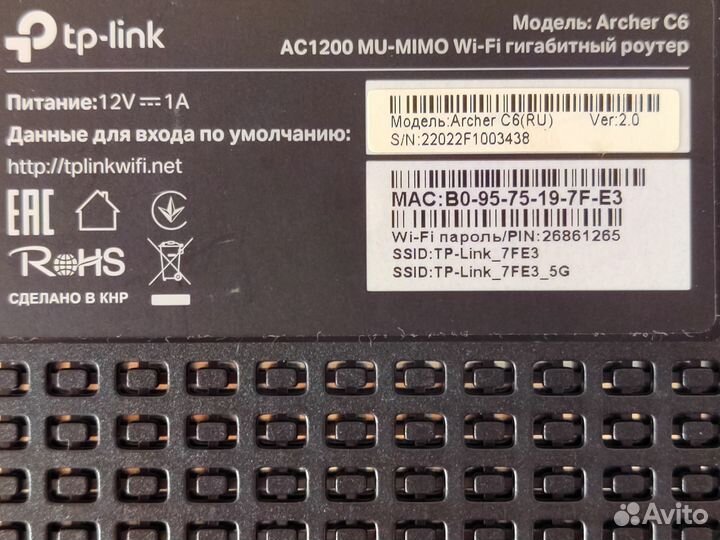 tp-link
Модель: Archer C6
AC1200 MU-MIMO Wi-Fi гигабитный роутер
Питание:12V⎓1A
Данные для входа по умолчанию:
http://tplinkwifi.net
EAC
RoHS
СДЕЛАНО В КНР
Модель:Archer C6(RU) Ver:2.0
S/N:22022F1003438
MAC:B0-95-75-19-7F-E3
Wi-Fi пароль/PIN:26861265
SSID:TP-Link_7FE3
SSID:TP-Link_7FE3_5G
Avito